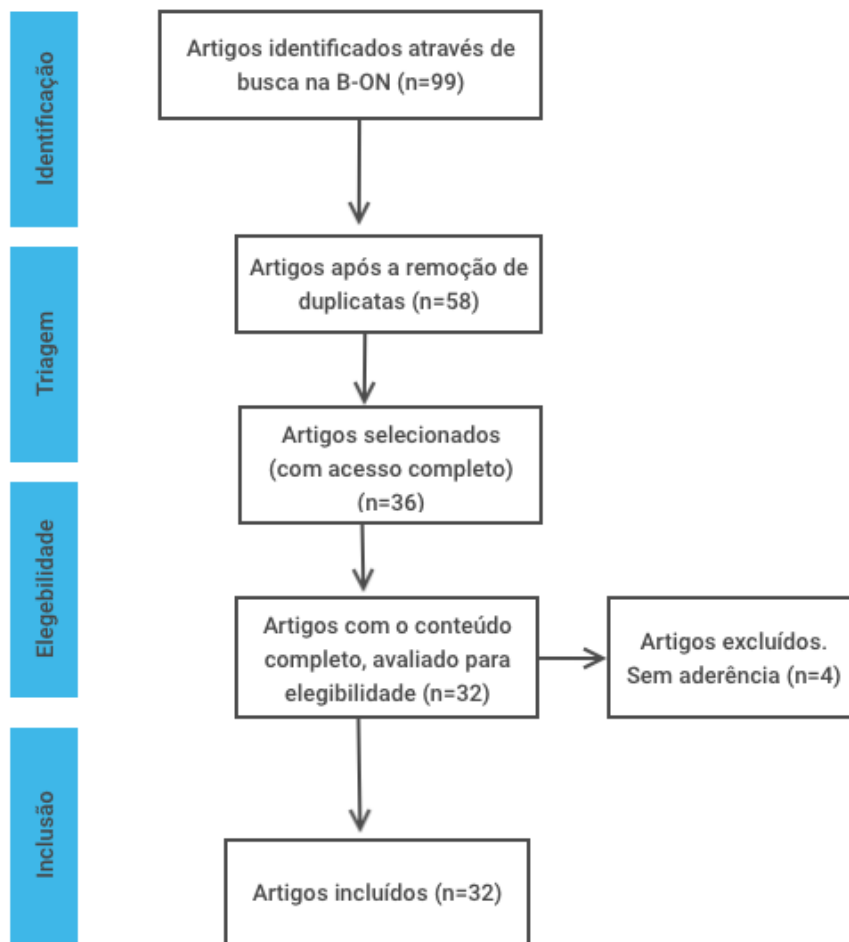 Identificação
Artigos identificados através de
busca na B-ON (n=99)
Triagem
Artigos após a remoção de
duplicatas (n=58)
Artigos selecionados
(com acesso completo)
(n=36)
Elegebilidade
Artigos com o conteúdo
completo, avaliado para
elegibilidade (n=32)
Artigos excluídos.
Sem aderência (n=4)
Inclusão
Artigos incluídos (n=32)